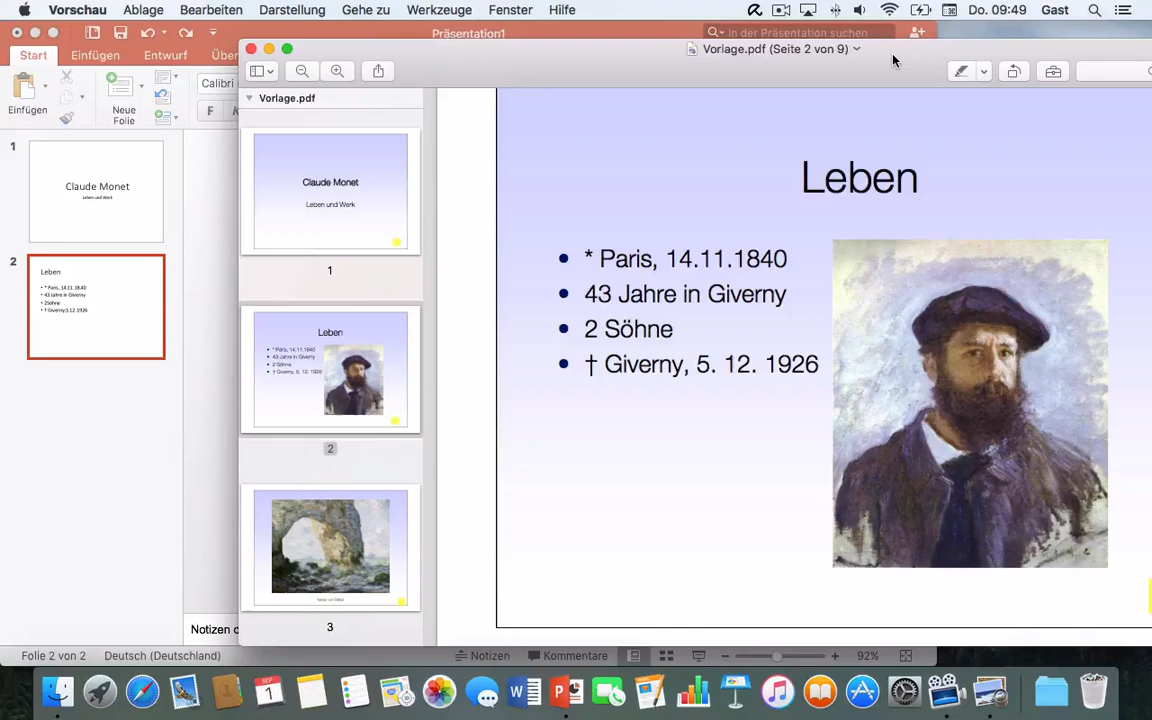 Vorschau Ablage Bearbeiten Darstellung Gehe zu Werkzeuge Fenster Hilfe Do. 09:49 Gast
Präsentation1
In der Präsentation suchen
Start Einfügen Entwurf
Vorlage.pdf (Seite 2 von 9)
Einfügen
Neue
Folie
Calibri
F
Vorlage.pdf
1
Claude Monet
Leben und Werk
2
Leben
* Paris, 14.11.1840
43 Jahre in Giverny
2Söhne
† Giverny,5.12.1926
Claude Monet
Leben und Werk
1
Leben
* Paris, 14.11.1840
43 Jahre in Giverny
2 Söhne
† Giverny, 5. 12. 1926
2
3
Leben
* Paris, 14.11.1840
43 Jahre in Giverny
2 Söhne
† Giverny, 5. 12. 1926
Folie 2 von 2 Deutsch (Deutschland)
Notizen Kommentare 92%
SEP
1